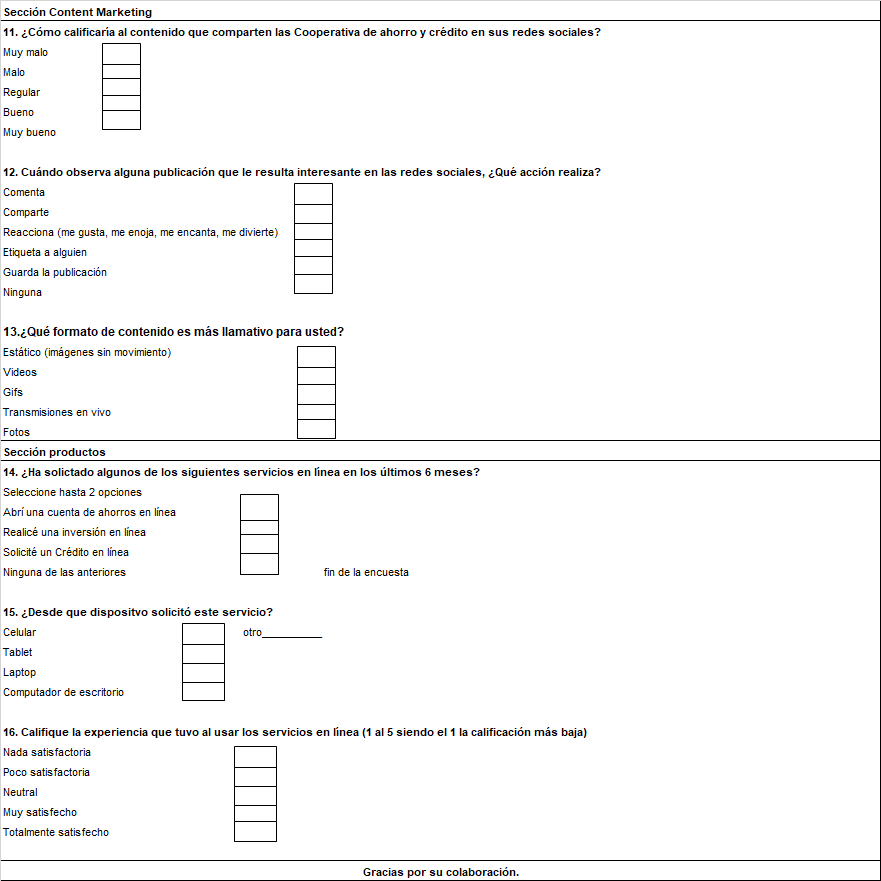 Sección Content Marketing
11. ¿Cómo calificaría al contenido que comparten las Cooperativa de ahorro y crédito en sus redes sociales?
Muy malo
Malo
Regular
Bueno
Muy bueno
12. Cuándo observa alguna publicación que le resulta interesante en las redes sociales, ¿Qué acción realiza?
Comenta
Comparte
Reacciona (me gusta, me enoja, me encanta, me divierte)
Etiqueta a alguien
Guarda la publicación
Ninguna
13.¿Qué formato de contenido es más llamativo para usted?
Estático (imágenes sin movimiento)
Videos
Gifs
Transmisiones en vivo
Fotos
Sección productos
14. ¿Ha solictado algunos de los siguientes servicios en línea en los últimos 6 meses?
Seleccione hasta 2 opciones
Abrí una cuenta de ahorros en línea
Realicé una inversión en línea
Solicité un Crédito en línea
Ninguna de las anteriores fin de la encuesta
15. ¿Desde que dispositvo solicitó este servicio?
Celular otro__________
Tablet
Laptop
Computador de escritorio
16. Califique la experiencia que tuvo al usar los servicios en línea (1 al 5 siendo el 1 la calificación más baja)
Nada satisfactoria
Poco satisfactoria
Neutral
Muy satisfecho
Totalmente satisfecho
Gracias por su colaboración.